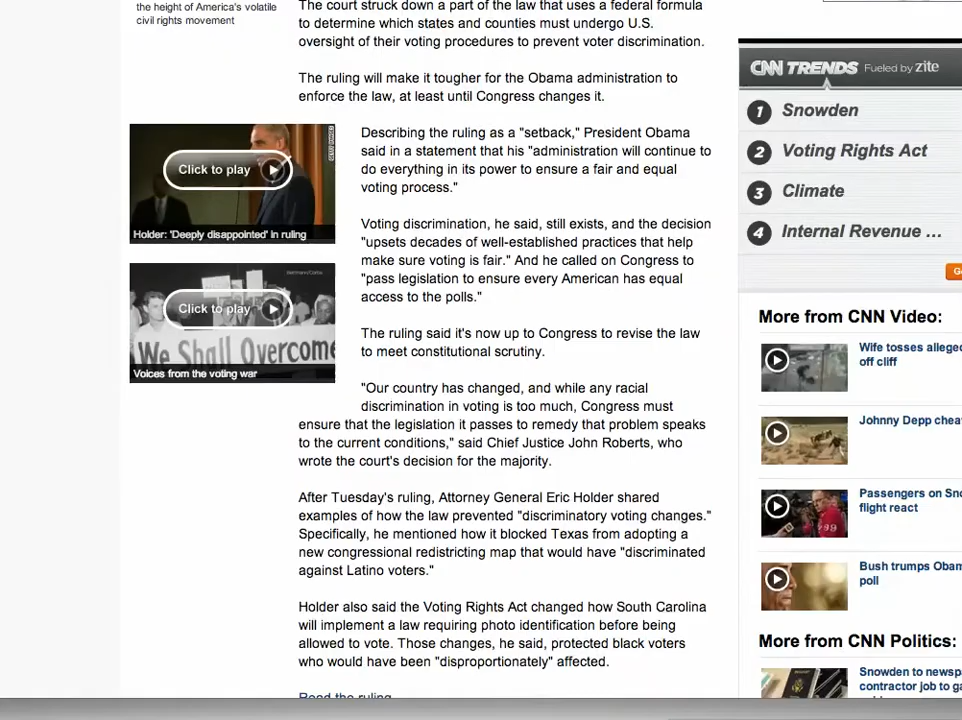 the height of America's volatile
civil rights movement
The court struck down a part of the law that uses a federal formula
to determine which states and counties must undergo U.S.
oversight of their voting procedures to prevent voter discrimination.
The ruling will make it tougher for the Obama administration to
enforce the law, at least until Congress changes it.
Click to play
Holder: 'Deeply disappointed' in ruling
Click to play
We Shall Overcome
Voices from the voting war
Describing the ruling as a "setback," President Obama
said in a statement that his "administration will continue to
do everything in its power to ensure a fair and equal
voting process."
Voting discrimination, he said, still exists, and the decision
"upsets decades of well-established practices that help
make sure voting is fair." And he called on Congress to
"pass legislation to ensure every American has equal
access to the polls."
The ruling said it's now up to Congress to revise the law
to meet constitutional scrutiny.
"Our country has changed, and while any racial
discrimination in voting is too much, Congress must
ensure that the legislation it passes to remedy that problem speaks
to the current conditions," said Chief Justice John Roberts, who
wrote the court's decision for the majority.
After Tuesday's ruling, Attorney General Eric Holder shared
examples of how the law prevented "discriminatory voting changes."
Specifically, he mentioned how it blocked Texas from adopting a
new congressional redistricting map that would have "discriminated
against Latino voters."
Holder also said the Voting Rights Act changed how South Carolina
will implement a law requiring photo identification before being
allowed to vote. Those changes, he said, protected black voters
who would have been "disproportionately" affected.
Read the ruling
CNN TRENDS Fueled by zite
1 Snowden
2 Voting Rights Act
3 Climate
4 Internal Revenue ...
More from CNN Video:
Wife tosses alleged
off cliff
Johnny Depp chea
Passengers on Sno
flight react
Bush trumps Obam
poll
More from CNN Politics:
Snowden to newsp
contractor job to ga